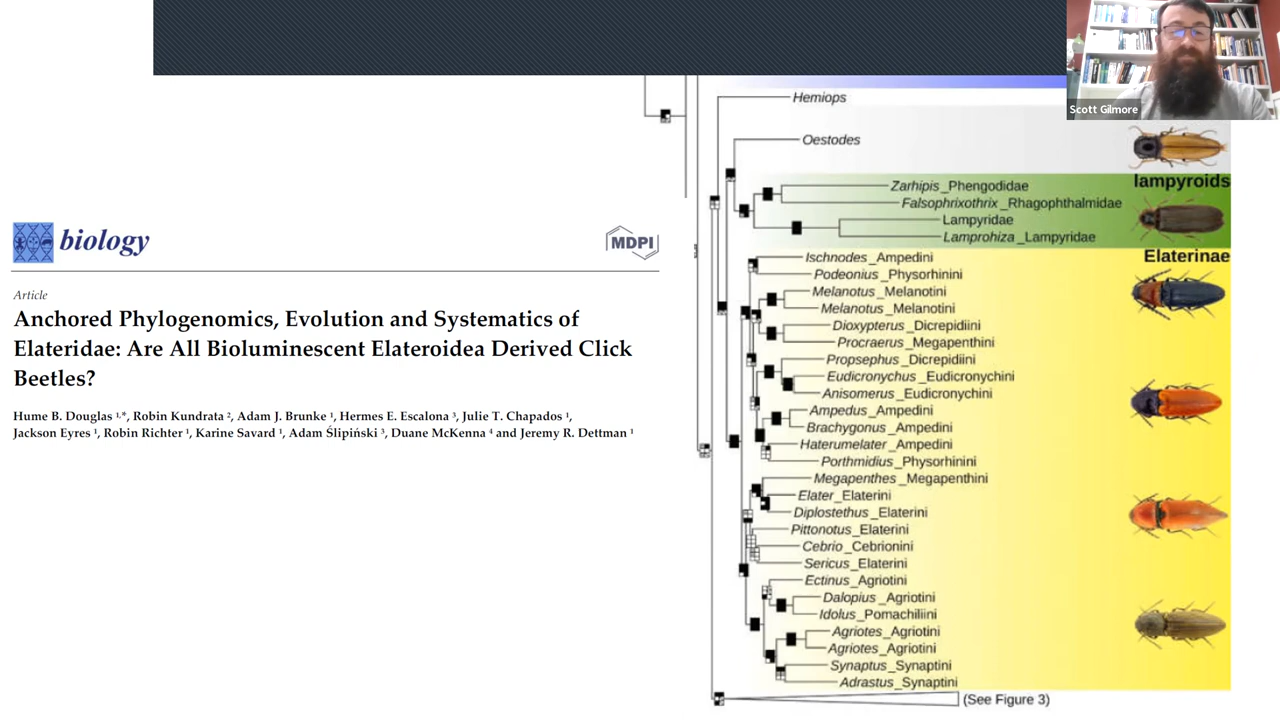 Scott Gilmore
biology
MDPI
Article
Anchored Phylogenomics, Evolution and Systematics of
Elateridae: Are All Bioluminescent Elateroidea Derived Click
Beetles?
Hume B. Douglas 1,*, Robin Kundrata 2, Adam J. Brunke 1, Hermes E. Escalona 3, Julie T. Chapados 1,
Jackson Eyres 1, Robin Richter 1, Karine Savard 1, Adam Ślipiński 3, Duane McKenna 4 and Jeremy R. Dettman 1
Hemiops
Oestodes
lampyroids
Zarhipis_Phengodidae
Falsophrixothrix_Rhagophthalmidae
Lampyridae
Lamprohiza_Lampyridae
Elaterinae
Ischnodes_Ampedini
Podeonius_Physorhinini
Melanotus_Melanotini
Melanotus_Melanotini
Dioxypterus_Dicrepidiini
Procraerus_Megapenthini
Propsephus_Dicrepidiini
Eudicronychus_Eudicronychini
Anisomerus_Eudicronychini
Ampedus_Ampedini
Brachygonus_Ampedini
Haterumelater_Ampedini
Porthmidius_Physorhinini
Megapenthes_Megapenthini
Elater_Elaterini
Diplostethus_Elaterini
Pittonotus_Elaterini
Cebrio_Cebrionini
Sericus_Elaterini
Ectinus_Agriotini
Dalopius_Agriotini
Idolus_Pomachiliini
Agriotes_Agriotini
Agriotes_Agriotini
Synaptus_Synaptini
Adrastus_Synaptini
(See Figure 3)